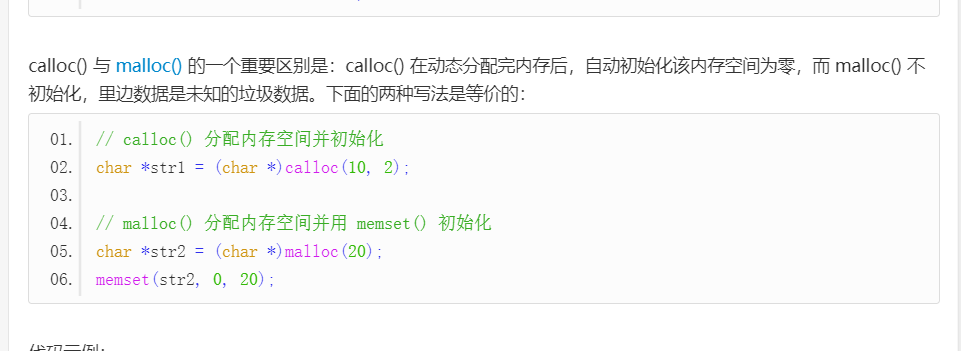 calloc() 与 malloc() 的一个重要区别是：calloc() 在动态分配完内存后，自动初始化该内存空间为零，而 malloc() 不
初始化，里边数据是未知的垃圾数据。下面的两种写法是等价的：
01. // calloc() 分配内存空间并初始化
02. char *str1 = (char *)calloc(10, 2);
03.
04. // malloc() 分配内存空间并用 memset() 初始化
05. char *str2 = (char *)malloc(20);
06. memset(str2, 0, 20);